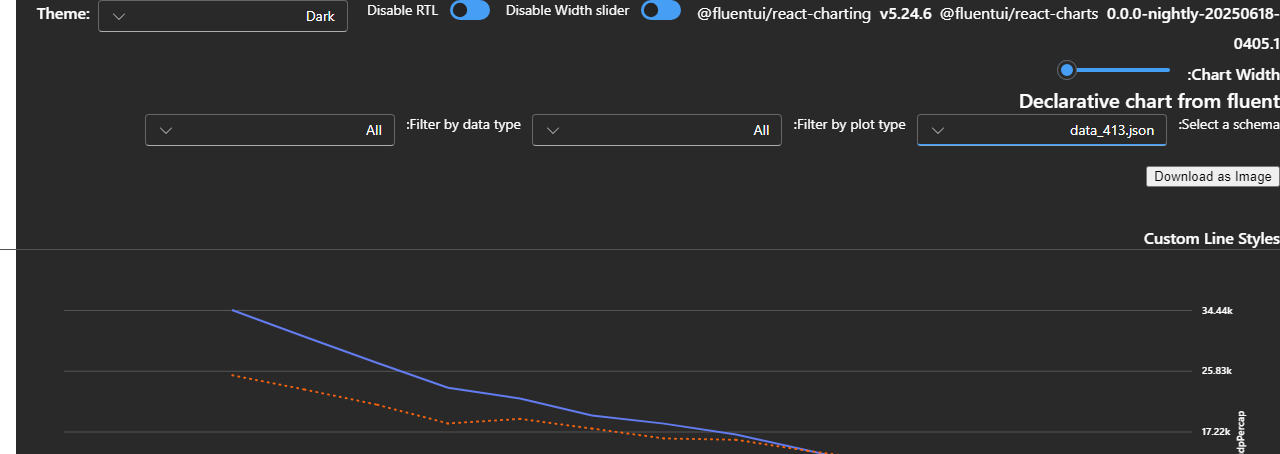 Theme: Dark Disable RTL Disable Width slider @fluentui/react-charting v5.24.6 @fluentui/react-charts 0.0.0-nightly-20250618-
0405.1
:Chart Width
Declarative chart from fluent
:Select a schema data_413.json :Filter by plot type All :Filter by data type All
Download as Image
Custom Line Styles
34.44k
25.83k
17.22k